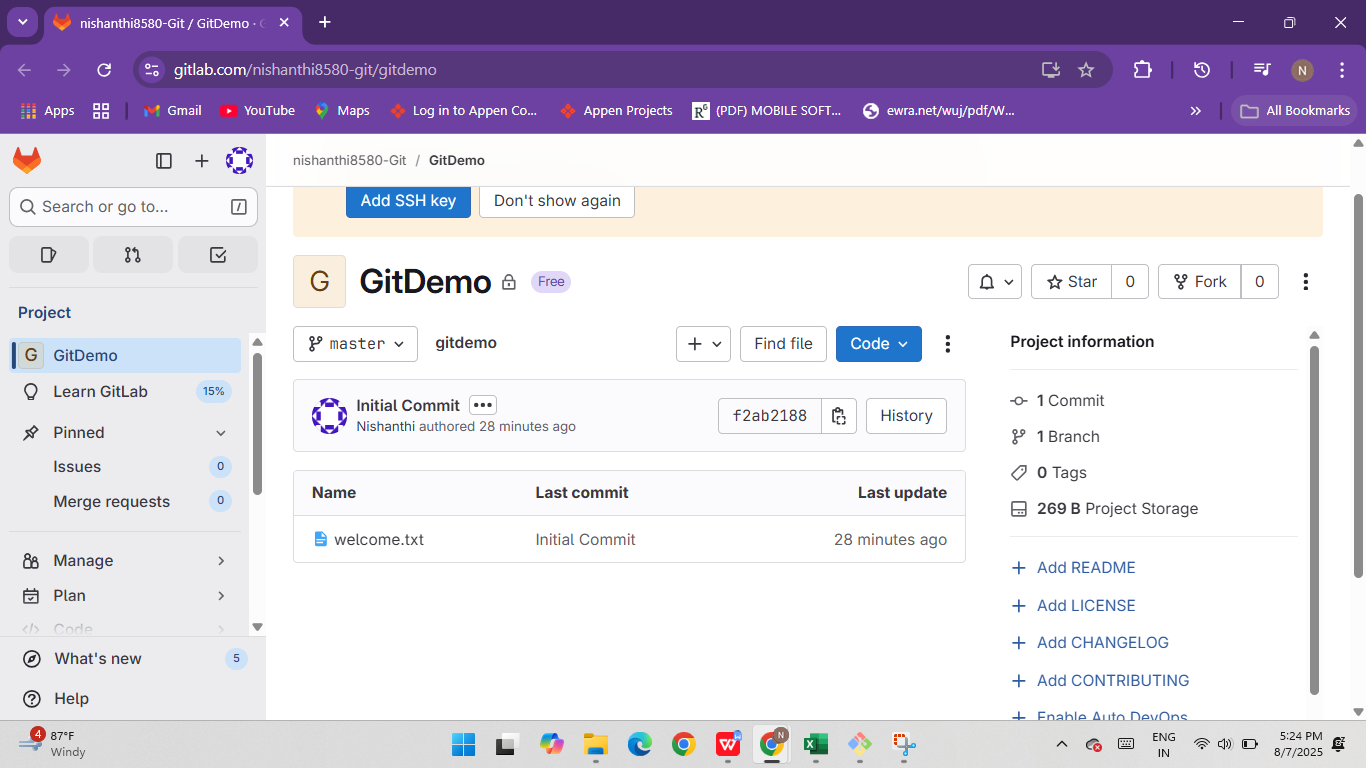 nishanthi8580-Git / GitDemo · G
gitlab.com/nishanthi8580-git/gitdemo
N
Apps
Gmail
YouTube
Maps
Log in to Appen Co...
Appen Projects
R^G
(PDF) MOBILE SOFT...
ewra.net/wuj/pdf/W...
»
All Bookmarks
nishanthi8580-Git / GitDemo
Search or go to...
/
Add SSH key
Don't show again
G
GitDemo
Free
Star
0
Fork
0
Project
G
GitDemo
Learn GitLab
15%
Pinned
Issues
0
Merge requests
0
Manage
Plan
Code
What's new
5
Help
master
gitdemo
Find file
Code
Initial Commit
Nishanthi authored 28 minutes ago
f2ab2188
History
Name Last commit Last update
welcome.txt Initial Commit 28 minutes ago
Project information
1 Commit
1 Branch
0 Tags
269 B Project Storage
Add README
Add LICENSE
Add CHANGELOG
Add CONTRIBUTING
Enable Auto DevOps
4
87°F
Windy
W
N
ENG
IN
5:24 PM
8/7/2025